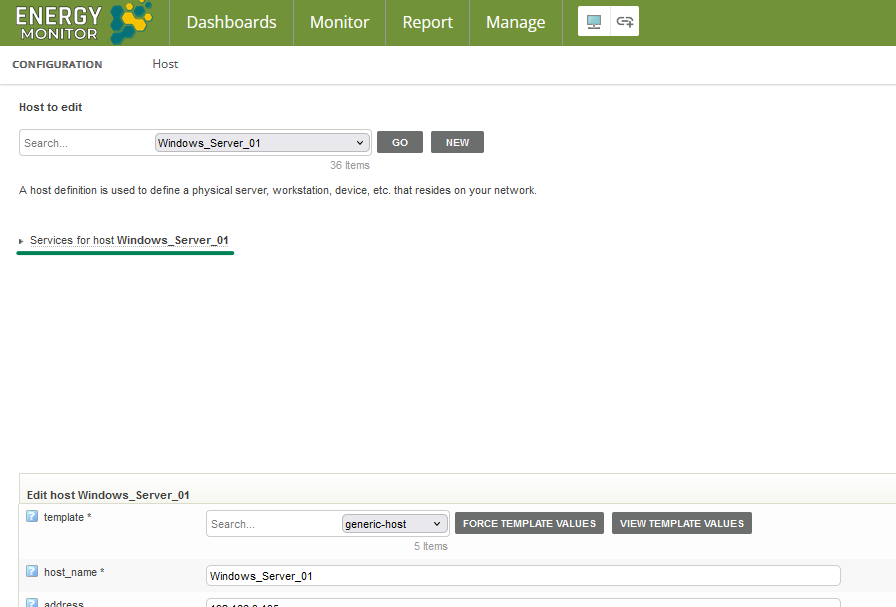 ENERGY
MONITOR
Dashboards Monitor Report Manage
CONFIGURATION Host
Host to edit
Search... Windows_Server_01 GO NEW
36 Items
A host definition is used to define a physical server, workstation, device, etc. that resides on your network.
Services for host Windows_Server_01
Edit host Windows_Server_01
? template * Search... generic-host FORCE TEMPLATE VALUES VIEW TEMPLATE VALUES
5 Items
? host_name * Windows_Server_01
? address